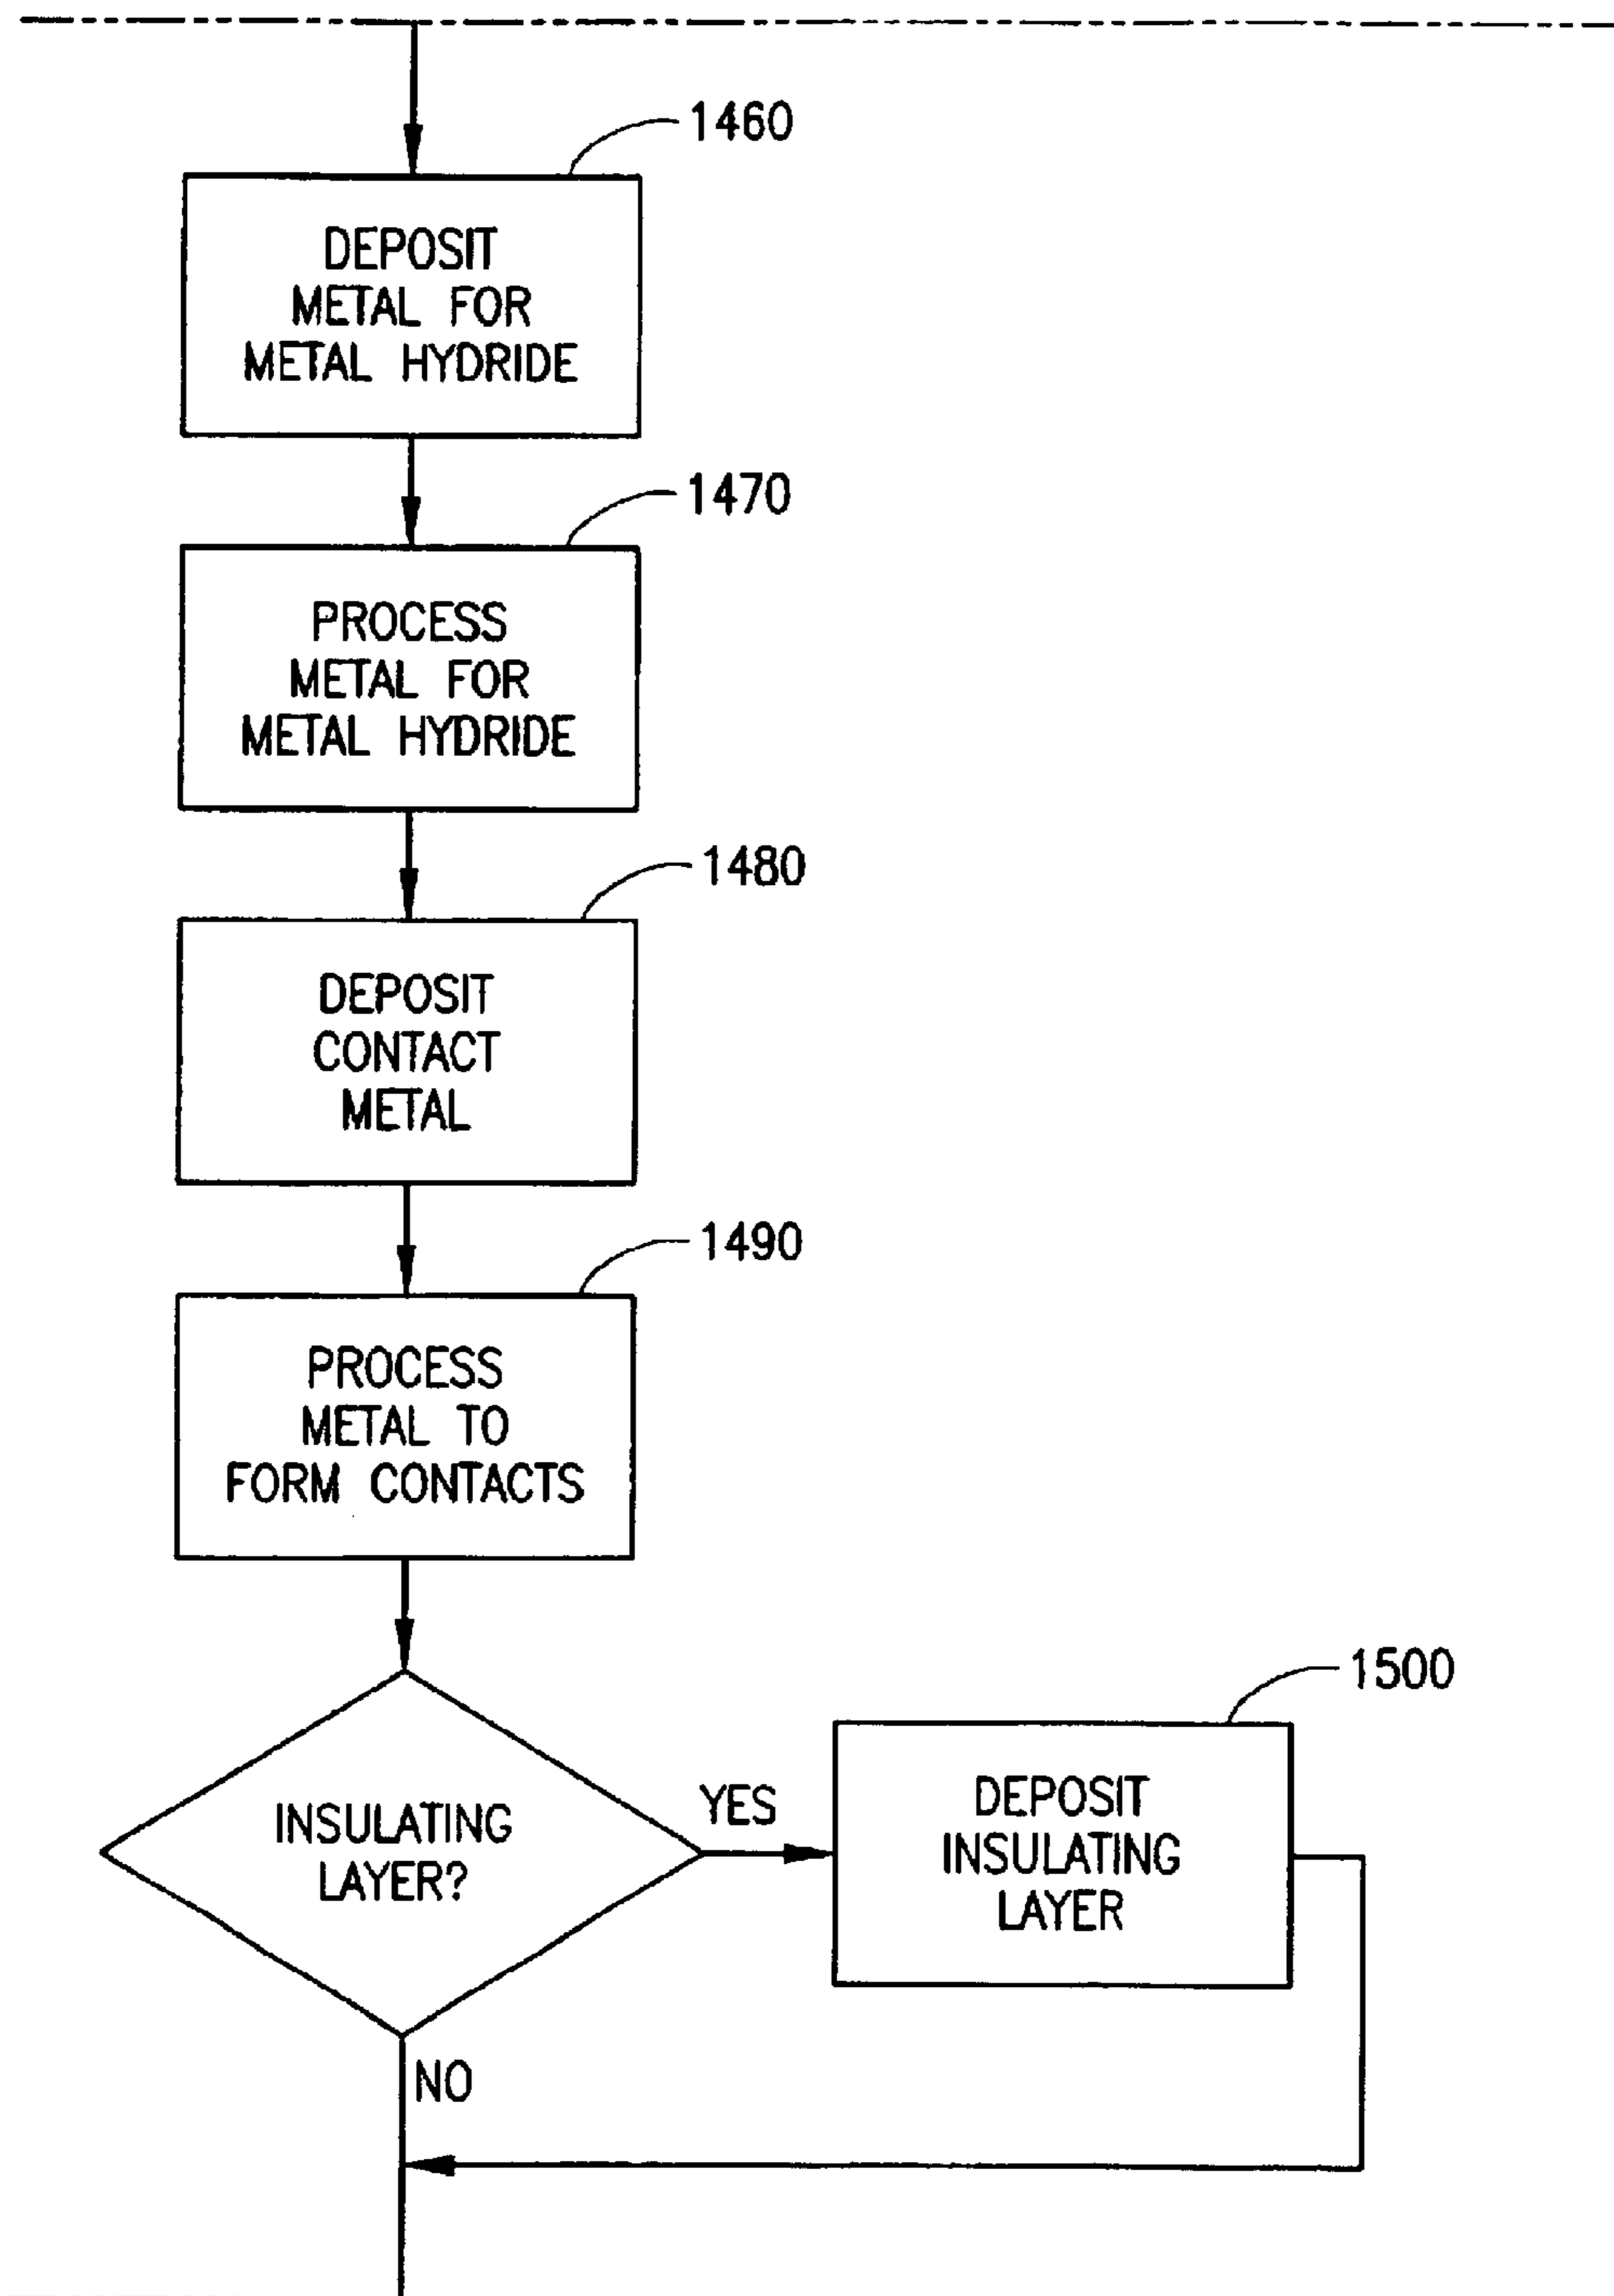 1460
DEPOSIT
METAL FOR
METAL HYDRIDE
1470
PROCESS
METAL FOR
METAL HYDRIDE
1480
DEPOSIT
CONTACT
METAL
1490
PROCESS
METAL TO
FORM CONTACTS
INSULATING
LAYER?
YES
1500
DEPOSIT
INSULATING
LAYER
NO